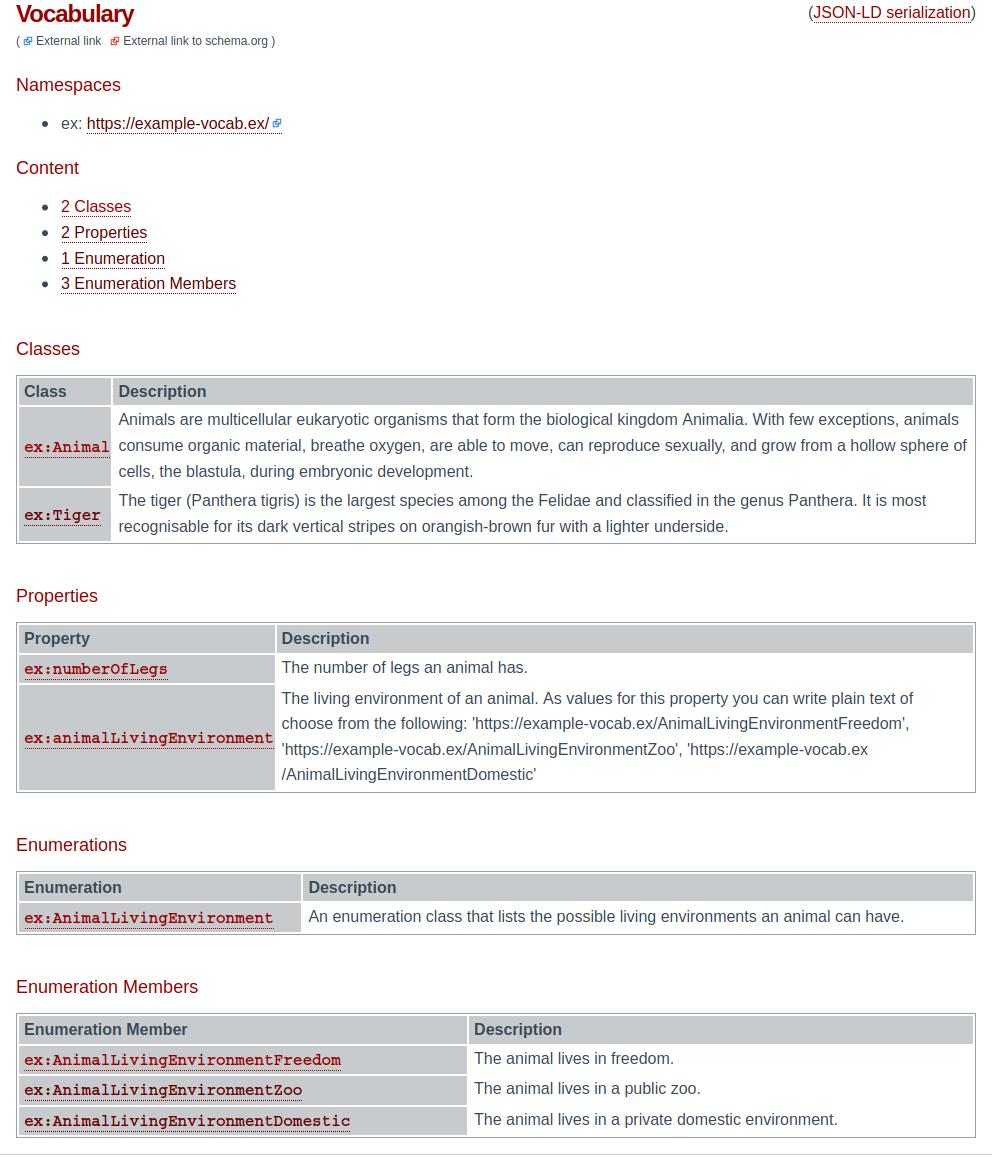 Vocabulary
(JSON-LD serialization)
( External link External link to schema.org )
Namespaces
ex: https://example-vocab.ex/
Content
2 Classes
2 Properties
1 Enumeration
3 Enumeration Members
Classes
Class Description
ex:Animal
Animals are multicellular eukaryotic organisms that form the biological kingdom Animalia. With few exceptions, animals
consume organic material, breathe oxygen, are able to move, can reproduce sexually, and grow from a hollow sphere of
cells, the blastula, during embryonic development.
ex:Tiger
The tiger (Panthera tigris) is the largest species among the Felidae and classified in the genus Panthera. It is most
recognisable for its dark vertical stripes on orangish-brown fur with a lighter underside.
Properties
Property Description
ex:numberOfLegs The number of legs an animal has.
ex:animalLivingEnvironment
The living environment of an animal. As values for this property you can write plain text of
choose from the following: 'https://example-vocab.ex/AnimalLivingEnvironmentFreedom',
'https://example-vocab.ex/AnimalLivingEnvironmentZoo', 'https://example-vocab.ex
/AnimalLivingEnvironmentDomestic'
Enumerations
Enumeration Description
ex:AnimalLivingEnvironment An enumeration class that lists the possible living environments an animal can have.
Enumeration Members
Enumeration Member Description
ex:AnimalLivingEnvironmentFreedom The animal lives in freedom.
ex:AnimalLivingEnvironmentZoo The animal lives in a public zoo.
ex:AnimalLivingEnvironmentDomestic The animal lives in a private domestic environment.